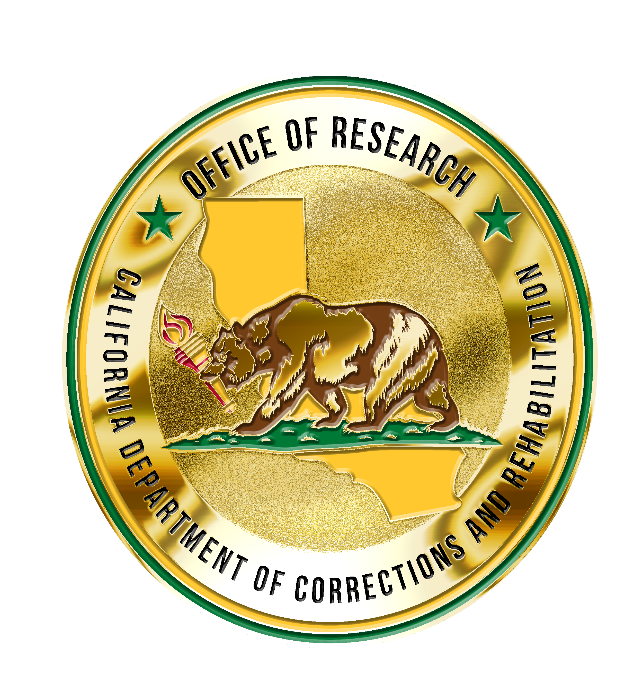 OFFICE OF RESEARCH
CALIFORNIA DEPARTMENT OF CORRECTIONS AND REHABILITATION